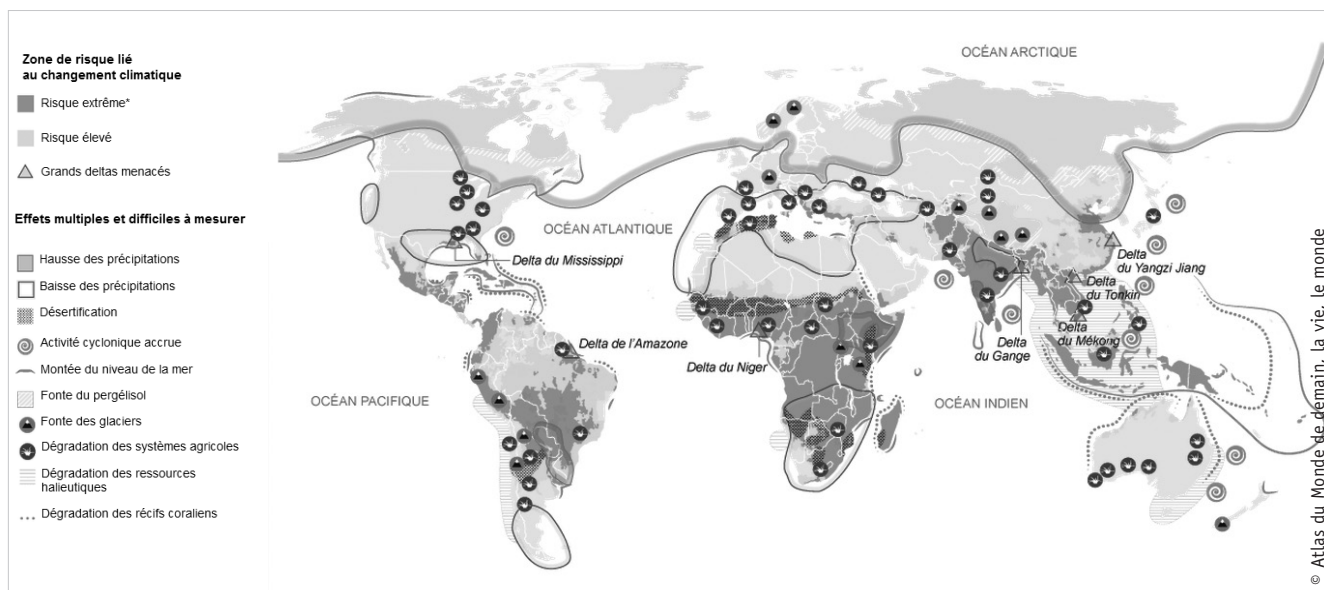 Zone de risque lié
au changement climatique
Risque extrême*
Risque élevé
Grands deltas menacés
Effets multiples et difficiles à mesurer
Hausse des précipitations
Baisse des précipitations
Désertification
Activité cyclonique accrue
Montée du niveau de la mer
Fonte du pergélisol
Fonte des glaciers
Dégradation des systèmes agricoles
Dégradation des ressources
halieutiques
Dégradation des récifs coraliens
OCÉAN ARCTIQUE
OCÉAN ATLANTIQUE
Delta du Mississippi
Delta
du Yangzi Jiang
Delta
du Tonkin
Delta
du Mékong
Delta
du Gange
Delta de l'Amazone
Delta du Niger
OCÉAN PACIFIQUE
OCÉAN INDIEN
© Atlas du Monde de demain, la vie, le monde